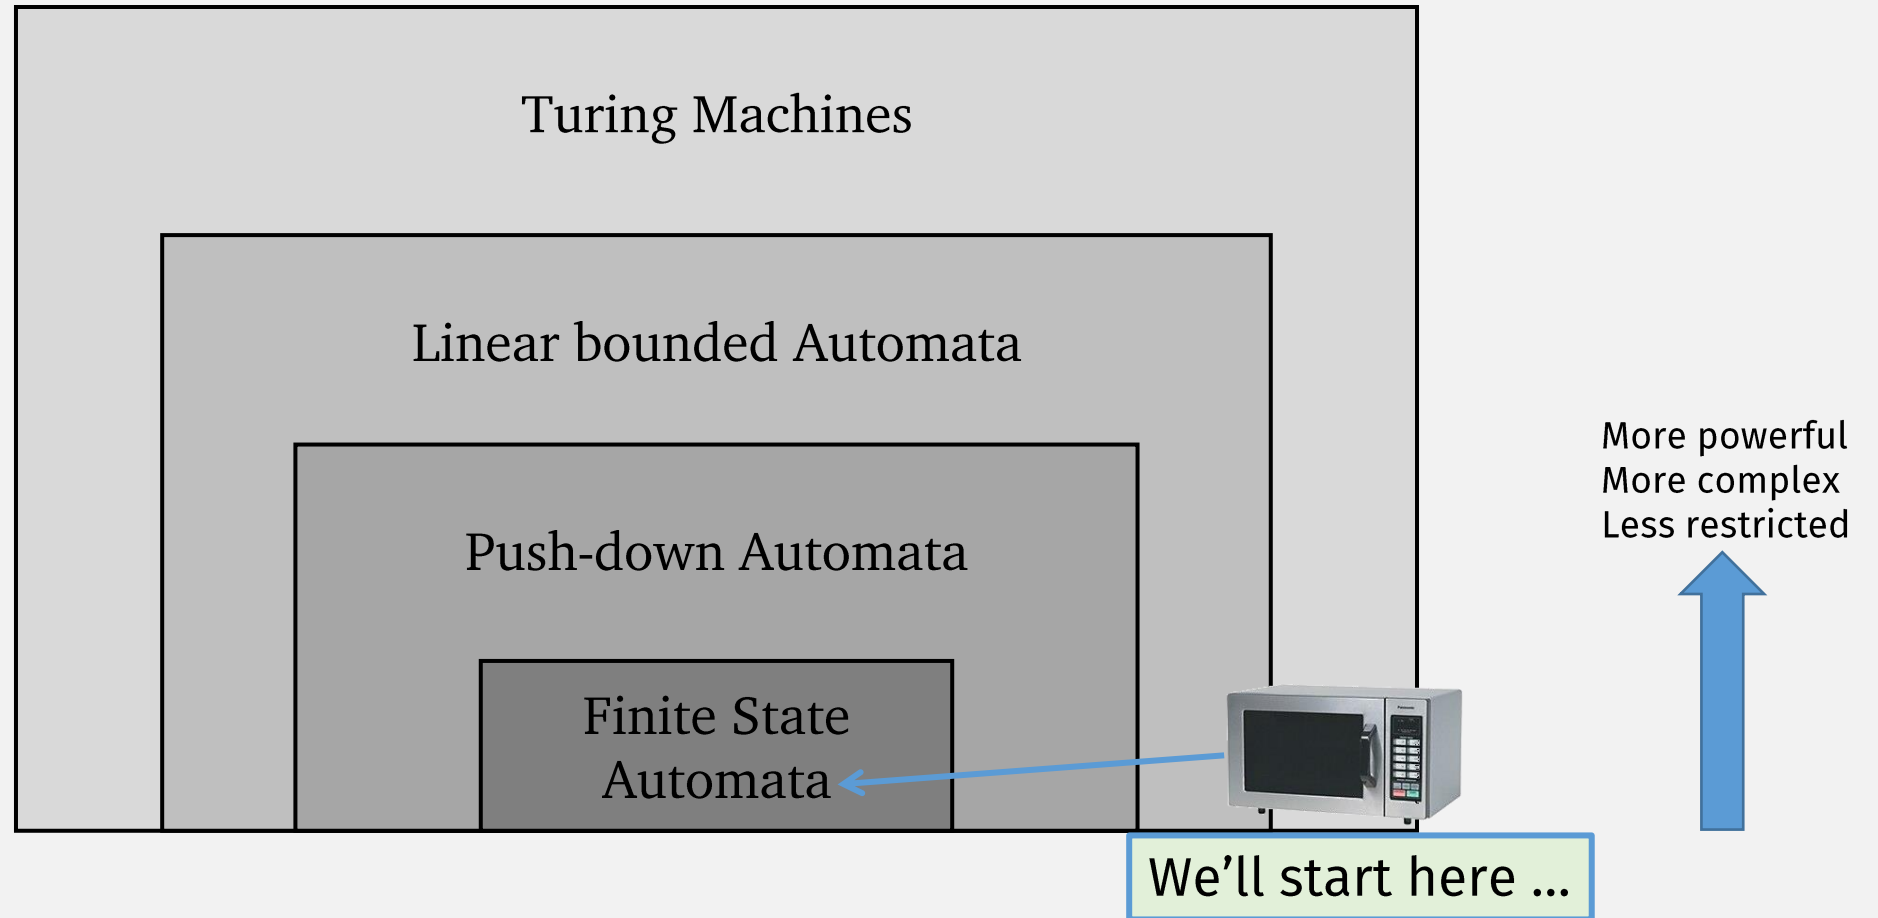 Turing Machines
Linear bounded Automata
More powerful
More complex
Less restricted
Push-down Automata
Finite State
Automata
Panasonic
We’ll start here ...